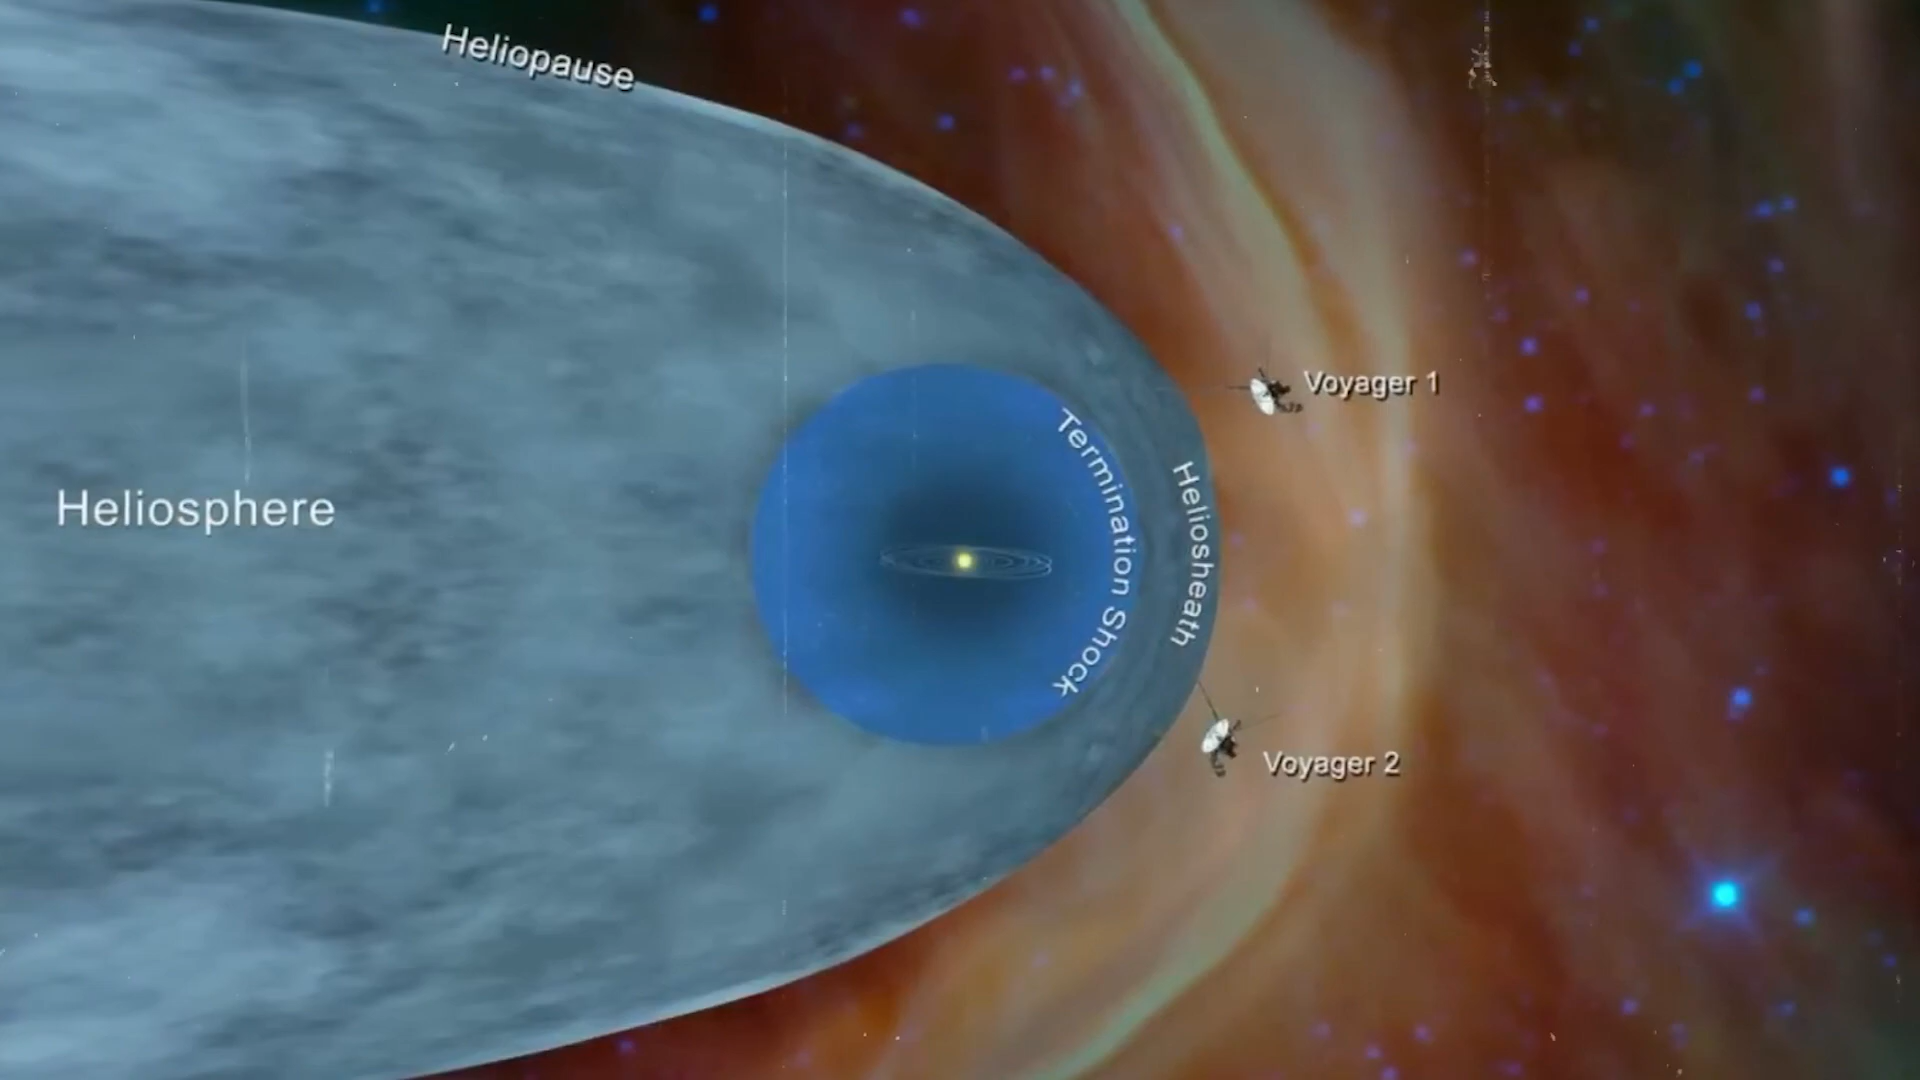 Heliopause
Voyager 1
Termination Shock
Heliosheath
Heliosphere
Voyager 2